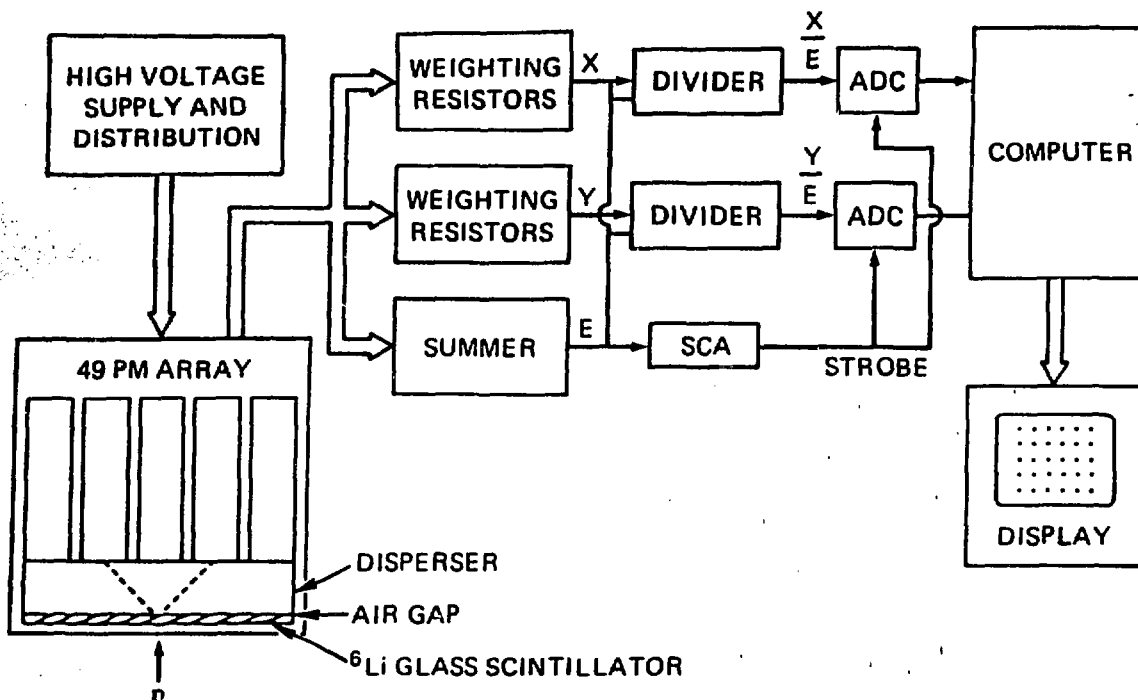 HIGH VOLTAGE
SUPPLY AND
DISTRIBUTION
WEIGHTING
RESISTORS
X
DIVIDER
X
E
ADC
COMPUTER
WEIGHTING
RESISTORS
Y
DIVIDER
Y
E
ADC
SUMMER
E
SCA
STROBE
49 PM ARRAY
DISPERSER
AIR GAP
⁶Li GLASS SCINTILLATOR
n
DISPLAY